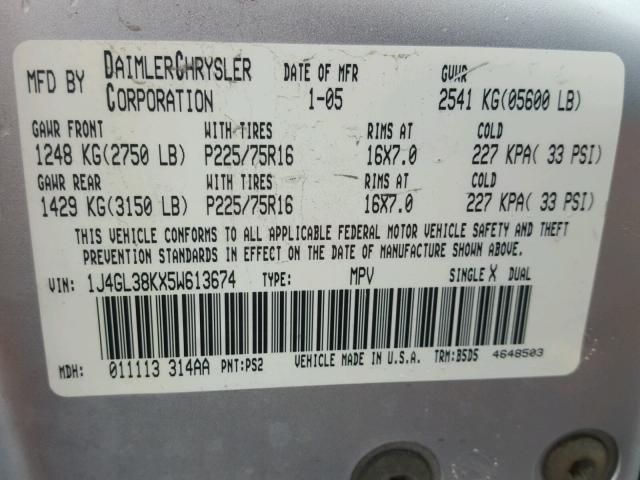 MFD BY DAIMLERCHRYSLER CORPORATION DATE OF MFR 1-05 GVWR 2541 KG(05600 LB)
GAWR FRONT WITH TIRES RIMS AT COLD
1248 KG(2750 LB) P225/75R16 16X7.0 227 KPA( 33 PSI)
GAWR REAR WITH TIRES RIMS AT COLD
1429 KG(3150 LB) P225/75R16 16X7.0 227 KPA( 33 PSI)
THIS VEHICLE CONFORMS TO ALL APPLICABLE FEDERAL MOTOR VEHICLE SAFETY AND THEFT
PREVENTION STANDARDS IN EFFECT ON THE DATE OF MANUFACTURE SHOWN ABOVE.
VIN: 1J4GL38KX5W613674 TYPE: MPV SINGLE X DUAL
MDH: 011113 314AA PNT:PS2 VEHICLE MADE IN U.S.A. TRM:B5D5 4648503